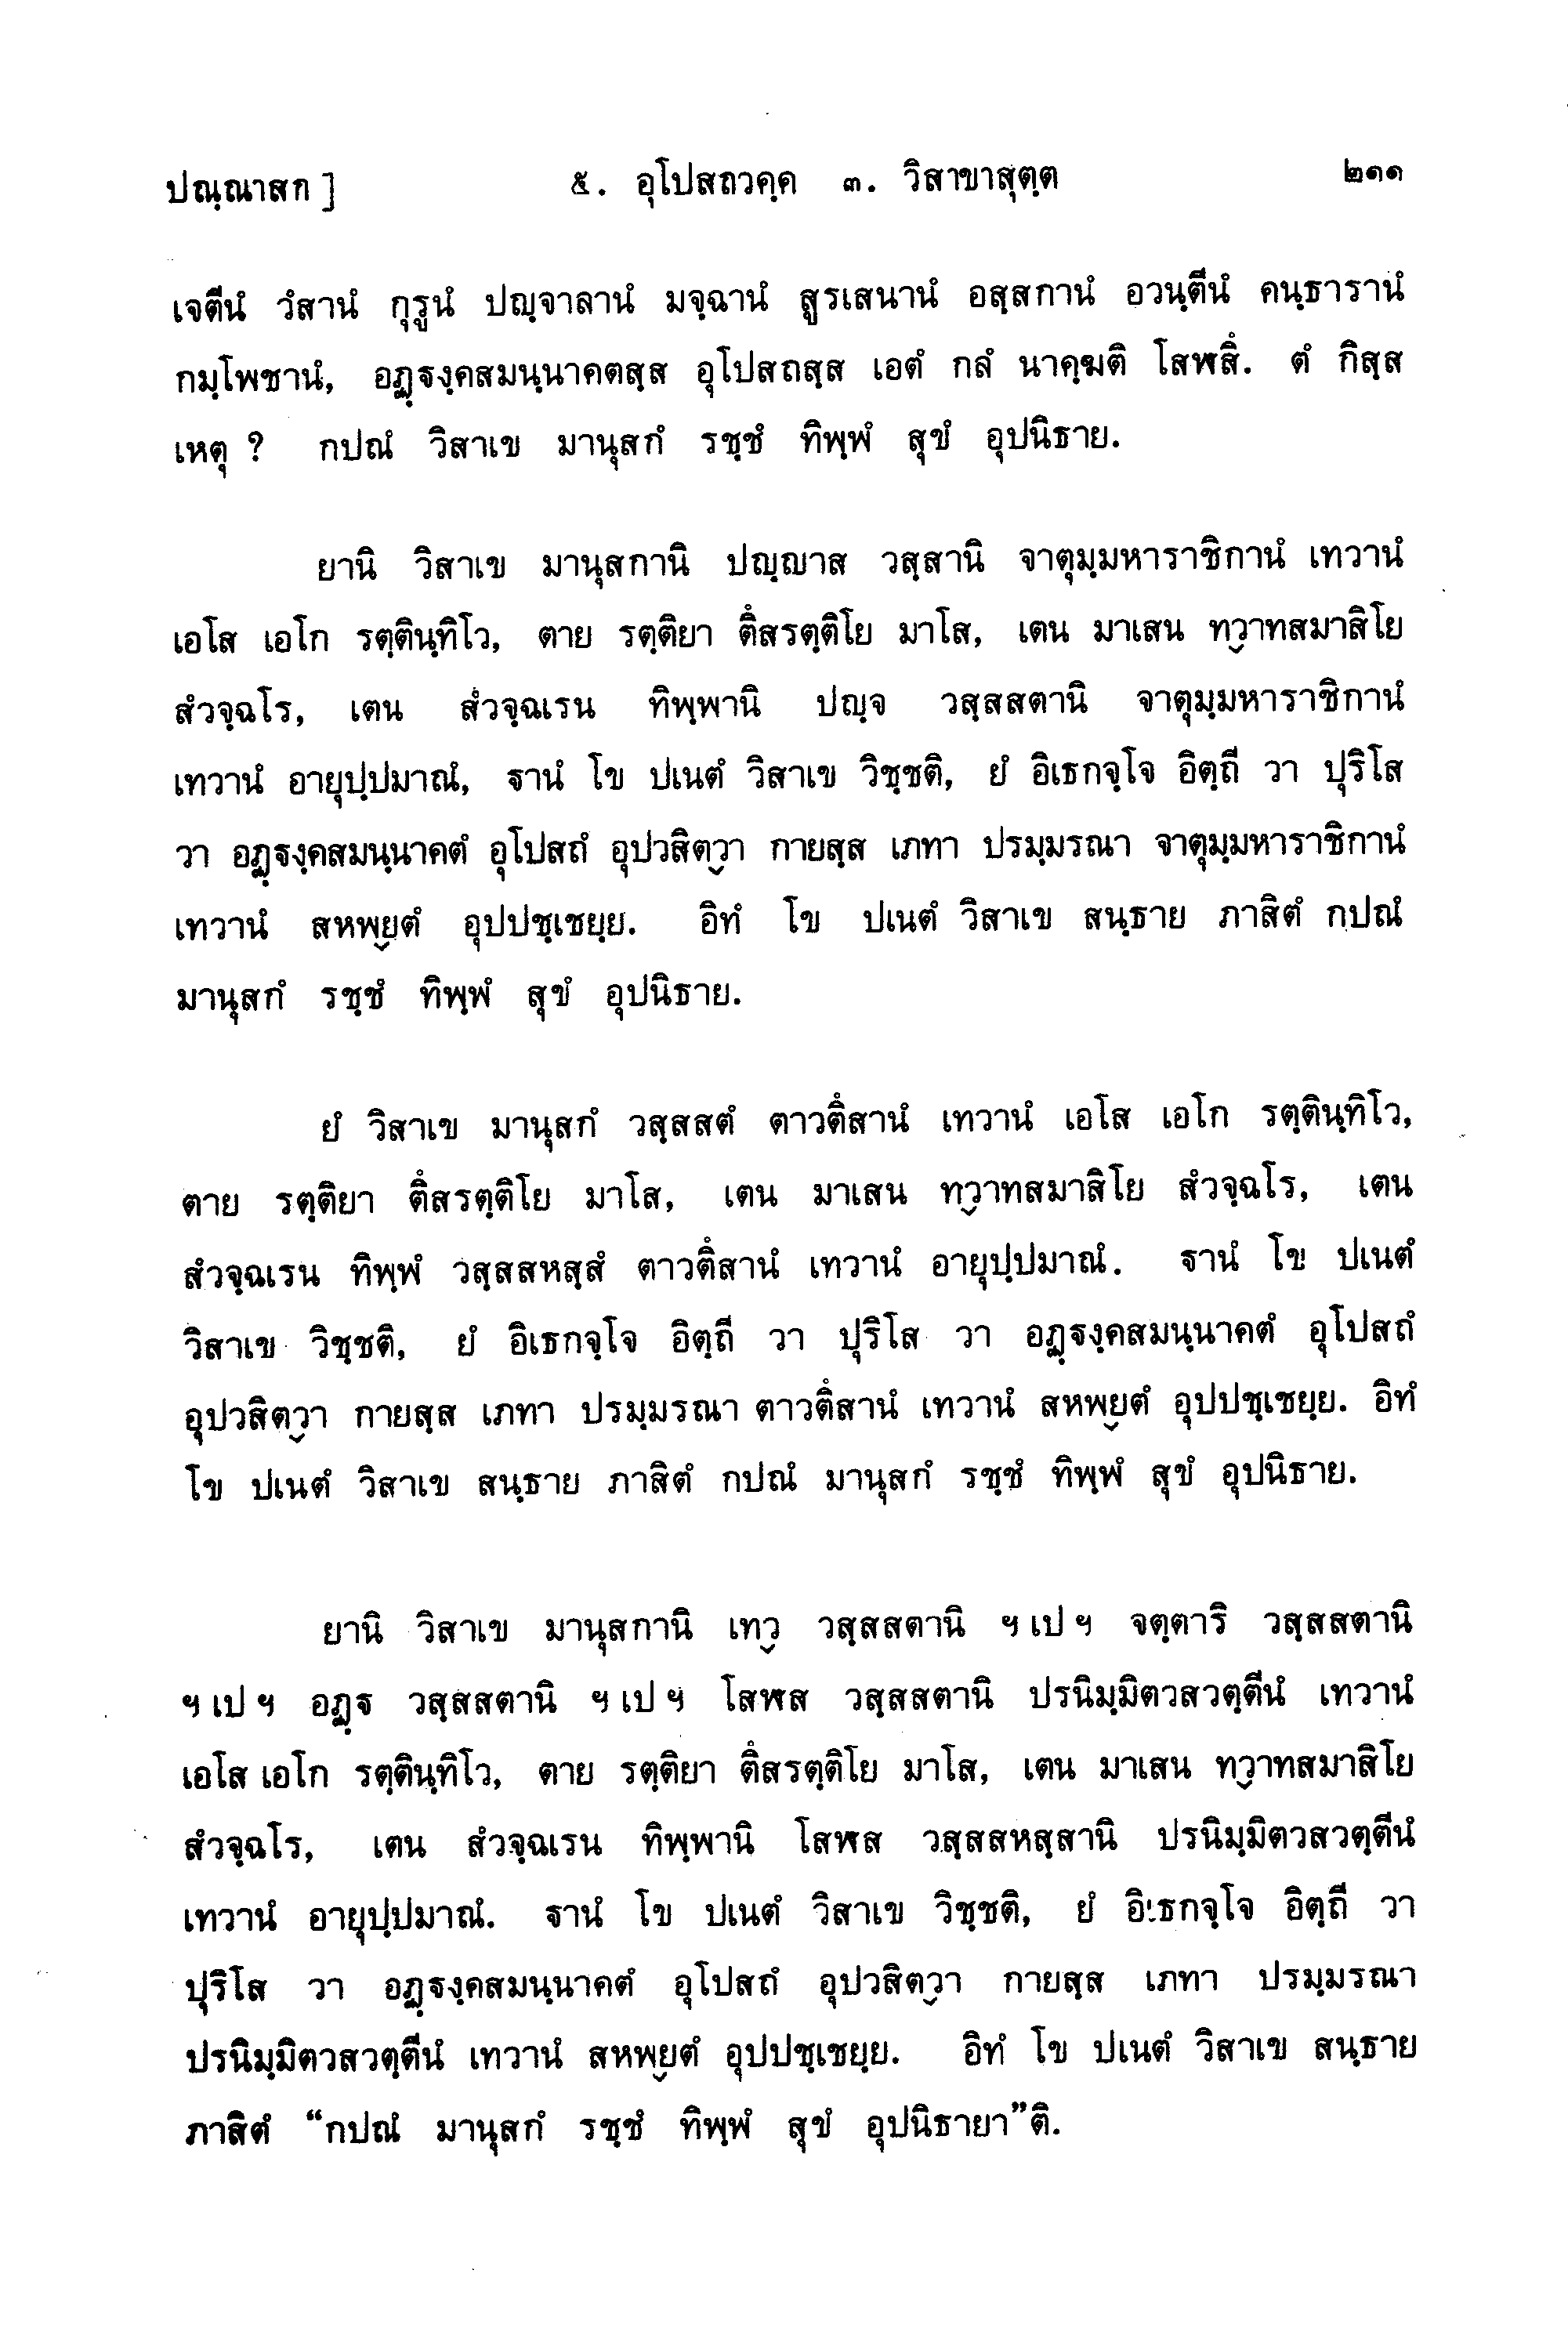 ปณฺณาสก ] ๕. อุโปสถวคฺค ๓. วิสาขาสุตฺต ๒๑๑
เจตีนํ วํสานํ กุรูนํ ปญฺจาลานํ มจฺฉานํ สูรเสนานํ อสฺสกานํ อวนฺตีนํ คนฺธารานํ
กมฺโพชานํ, อฏฺฐงฺคสมนฺนาคตสฺส อุโปสถสฺส เอตํ กลํ นาคฺฆติ โสฬสึ. ตํ กิสฺส
เหตุ ? กปณํ วิสาเข มานุสกํ รชฺชํ ทิพฺพํ สุขํ อุปนิธาย.
ยานิ วิสาเข มานุสกานิ ปญฺญาส วสฺสานิ จาตุมฺมหาราชิกานํ เทวานํ
เอโส เอโก รตฺตินฺทิโว, ตาย รตฺติยา ตึสรตฺติโย มาโส, เตน มาเสน ทฺวาทสมาสิโย
สํวจฺฉโร, เตน สํวจฺฉเรน ทิพฺพานิ ปญฺจ วสฺสสตานิ จาตุมฺมหาราชิกานํ
เทวานํ อายุปฺปมาณํ, ฐานํ โข ปเนตํ วิสาเข วิชฺชติ, ยํ อิเธกจฺโจ อิตฺถี วา ปุริโส
วา อฏฺฐงฺคสมนฺนาคตํ อุโปสถํ อุปวสิตฺวา กายสฺส เภทา ปรมฺมรณา จาตุมฺมหาราชิกานํ
เทวานํ สหพฺยตํ อุปปชฺเชยฺย. อิทํ โข ปเนตํ วิสาเข สนฺธาย ภาสิตํ กปณํ
มานุสกํ รชฺชํ ทิพฺพํ สุขํ อุปนิธาย.
ยํ วิสาเข มานุสกํ วสฺสสตํ ตาวตึสานํ เทวานํ เอโส เอโก รตฺตินฺทิโว,
ตาย รตฺติยา ตึสรตฺติโย มาโส, เตน มาเสน ทฺวาทสมาสิโย สํวจฺฉโร, เตน
สํวจฺฉเรน ทิพฺพํ วสฺสสหสฺสํ ตาวตึสานํ เทวานํ อายุปฺปมาณํ. ฐานํ โข ปเนตํ
วิสาเข วิชฺชติ, ยํ อิเธกจฺโจ อิตฺถี วา ปุริโส วา อฏฺฐงฺคสมนฺนาคตํ อุโปสถํ
อุปวสิตฺวา กายสฺส เภทา ปรมฺมรณา ตาวตึสานํ เทวานํ สหพฺยตํ อุปปชฺเชยฺย. อิทํ
โข ปเนตํ วิสาเข สนฺธาย ภาสิตํ กปณํ มานุสกํ รชฺชํ ทิพฺพํ สุขํ อุปนิธาย.
ยานิ วิสาเข มานุสกานิ เทฺว วสฺสสตานิ ฯ เป ฯ จตฺตาริ วสฺสสตานิ
ฯ เป ฯ อฏฺฐ วสฺสสตานิ ฯ เป ฯ โสฬส วสฺสสตานิ ปรนิมฺมิตวสวตฺตีนํ เทวานํ
เอโส เอโก รตฺตินฺทิโว, ตาย รตฺติยา ตึสรตฺติโย มาโส, เตน มาเสน ทฺวาทสมาสิโย
สํวจฺฉโร, เตน สํวจฺฉเรน ทิพฺพานิ โสฬส วสฺสสหสฺสานิ ปรนิมฺมิตวสวตฺตีนํ
เทวานํ อายุปฺปมาณํ. ฐานํ โข ปเนตํ วิสาเข วิชฺชติ, ยํ อิเธกจฺโจ อิตฺถี วา
ปุริโส วา อฏฺฐงฺคสมนฺนาคตํ อุโปสถํ อุปวสิตฺวา กายสฺส เภทา ปรมฺมรณา
ปรนิมฺมิตวสวตฺตีนํ เทวานํ สหพฺยตํ อุปปชฺเชยฺย. อิทํ โข ปเนตํ วิสาเข สนฺธาย
ภาสิตํ “กปณํ มานุสกํ รชฺชํ ทิพฺพํ สุขํ อุปนิธายา”ติ.